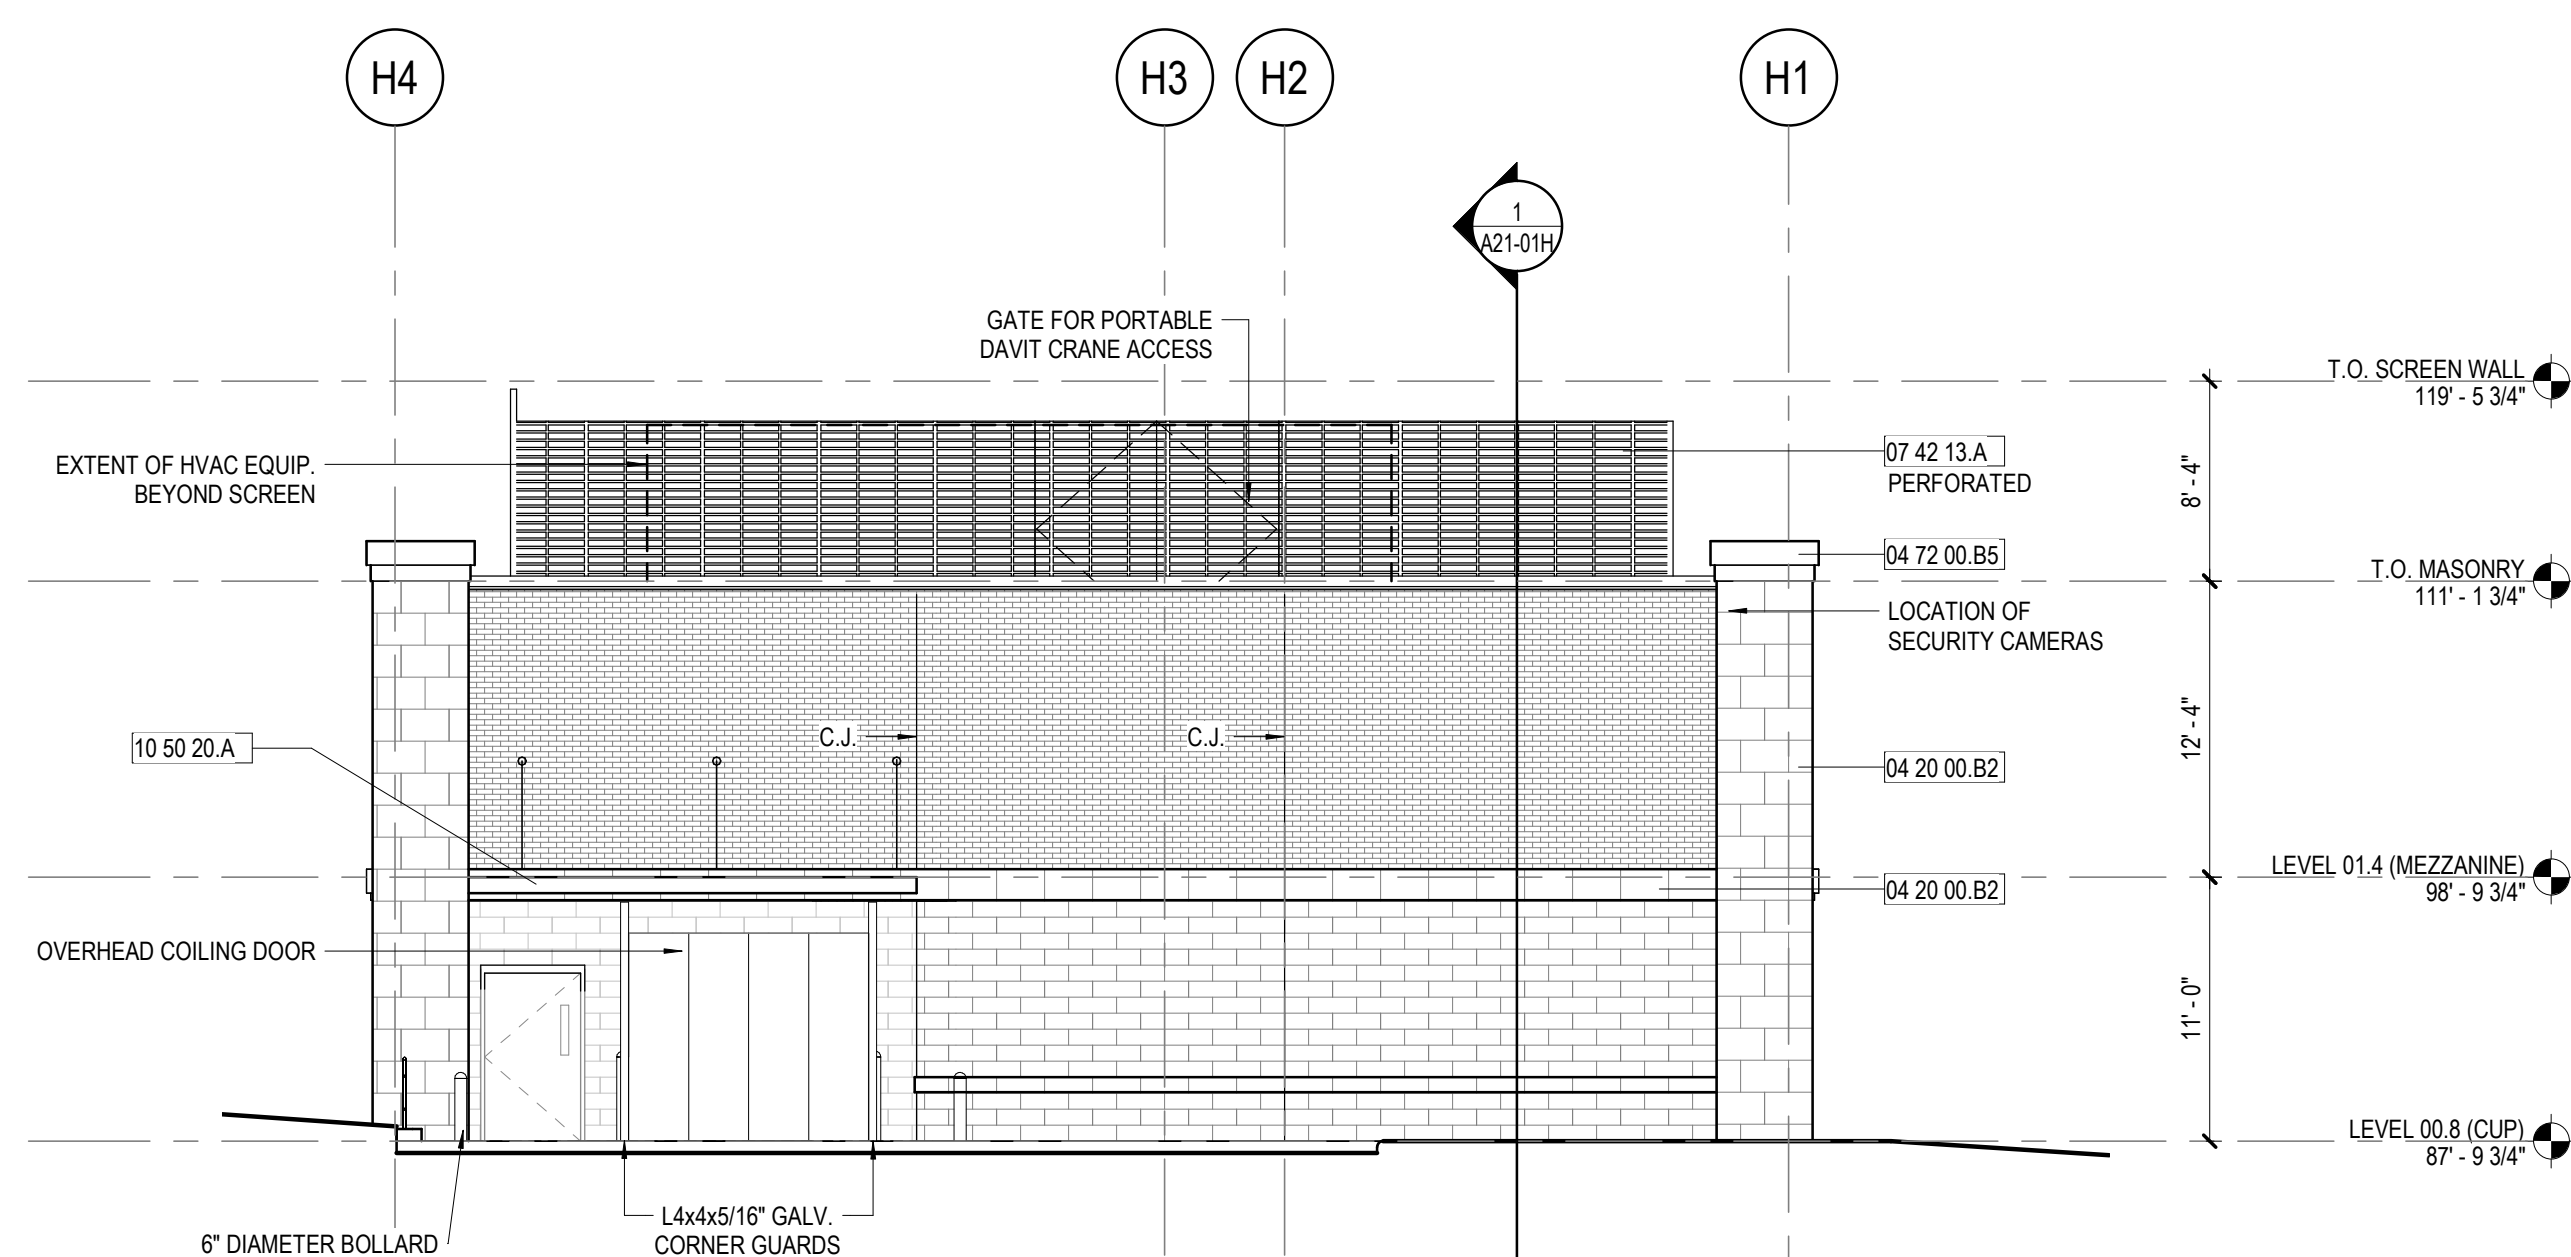 H4
H3
H2
H1
1
A21-01H
GATE FOR PORTABLE
DAVIT CRANE ACCESS
T.O. SCREEN WALL
119' - 5 3/4"
EXTENT OF HVAC EQUIP.
BEYOND SCREEN
07 42 13.A
PERFORATED
8' - 4"
04 72 00.B5
T.O. MASONRY
111' - 1 3/4"
LOCATION OF
SECURITY CAMERAS
10 50 20.A
C.J.
C.J.
12' - 4"
04 20 00.B2
LEVEL 01.4 (MEZZANINE)
98' - 9 3/4"
04 20 00.B2
OVERHEAD COILING DOOR
11' - 0"
LEVEL 00.8 (CUP)
87' - 9 3/4"
L4x4x5/16" GALV.
CORNER GUARDS
6" DIAMETER BOLLARD